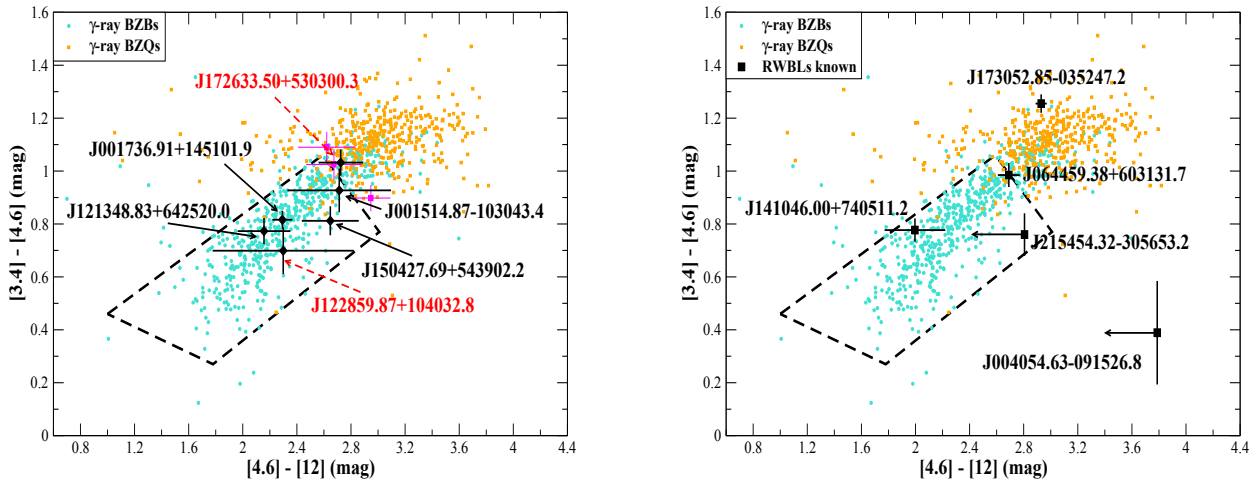 γ-ray BZBs
γ-ray BZQs
J172633.50+530300.3
J001736.91+145101.9
J121348.83+642520.0
J001514.87-103043.4
J150427.69+543902.2
J122859.87+104032.8
1.6
1.4
1.2
1
0.8
0.6
0.4
0.2
0
0.8
1.2
1.6
2
2.4
2.8
3.2
3.6
4
4.4
[3.4] - [4.6] (mag)
[4.6] - [12] (mag)
γ-ray BZBs
γ-ray BZQs
RWBLs known
J173052.85-035247.2
J064459.38+603131.7
J141046.00+740511.2
J215454.32-305653.2
J004054.63-091526.8
1.6
1.4
1.2
1
0.8
0.6
0.4
0.2
0
0.8
1.2
1.6
2
2.4
2.8
3.2
3.6
4
4.4
[3.4] - [4.6] (mag)
[4.6] - [12] (mag)